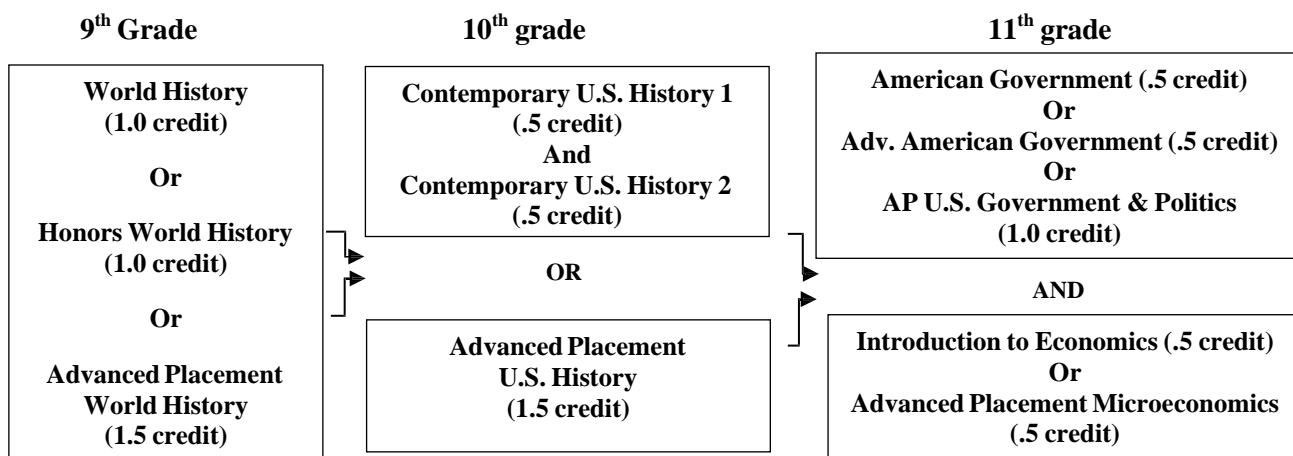 9th Grade
World History
(1.0 credit)
Or
Honors World History
(1.0 credit)
Or
Advanced Placement
World History
(1.5 credit)
10th grade
Contemporary U.S. History 1
(.5 credit)
And
Contemporary U.S. History 2
(.5 credit)
OR
Advanced Placement
U.S. History
(1.5 credit)
11th grade
American Government (.5 credit)
Or
Adv. American Government (.5 credit)
Or
AP U.S. Government & Politics
(1.0 credit)
AND
Introduction to Economics (.5 credit)
Or
Advanced Placement Microeconomics
(.5 credit)